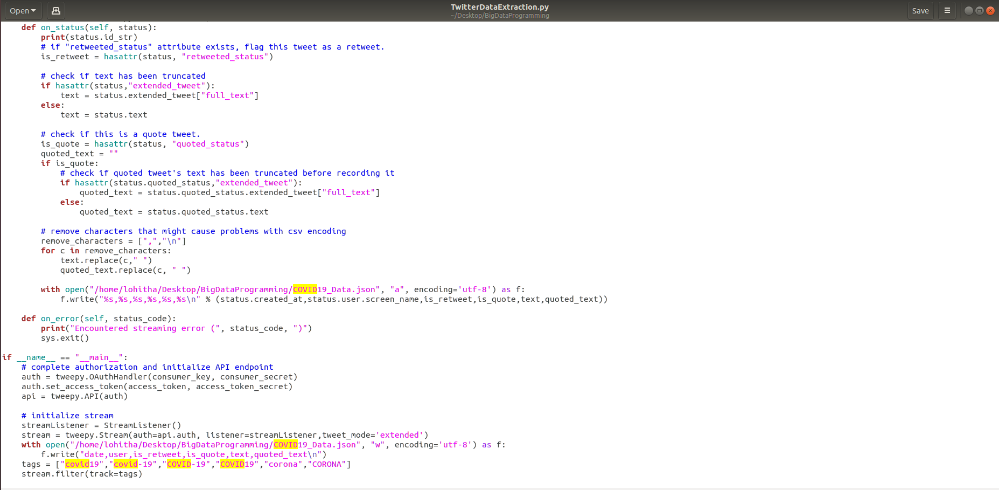 Open
TwitterDataExtraction.py
~/Desktop/BigDataProgramming
Save
    def on_status(self, status):
        print(status.id_str)
        # if "retweeted_status" attribute exists, flag this tweet as a retweet.
        is_retweet = hasattr(status, "retweeted_status")

        # check if text has been truncated
        if hasattr(status,"extended_tweet"):
            text = status.extended_tweet["full_text"]
        else:
            text = status.text

        # check if this is a quote tweet.
        is_quote = hasattr(status, "quoted_status")
        quoted_text = ""
        if is_quote:
            # check if quoted tweet's text has been truncated before recording it
            if hasattr(status.quoted_status,"extended_tweet"):
                quoted_text = status.quoted_status.extended_tweet["full_text"]
            else:
                quoted_text = status.quoted_status.text

        # remove characters that might cause problems with csv encoding
        remove_characters = [",","\n"]
        for c in remove_characters:
            text.replace(c," ")
            quoted_text.replace(c, " ")

        with open("/home/lohitha/Desktop/BigDataProgramming/COVID19_Data.json", "a", encoding='utf-8') as f:
            f.write("%s,%s,%s,%s,%s,%s\n" % (status.created_at,status.user.screen_name,is_retweet,is_quote,text,quoted_text))

    def on_error(self, status_code):
        print("Encountered streaming error (", status_code, ")")
        sys.exit()

if __name__ == "__main__":
    # complete authorization and initialize API endpoint
    auth = tweepy.OAuthHandler(consumer_key, consumer_secret)
    auth.set_access_token(access_token, access_token_secret)
    api = tweepy.API(auth)

    # initialize stream
    streamListener = StreamListener()
    stream = tweepy.Stream(auth=api.auth, listener=streamListener,tweet_mode='extended')
    with open("/home/lohitha/Desktop/BigDataProgramming/COVID19_Data.json", "w", encoding='utf-8') as f:
        f.write("date,user,is_retweet,is_quote,text,quoted_text\n")
    tags = ["covid19","covid-19","COVID-19","COVID19","corona","CORONA"]
    stream.filter(track=tags)